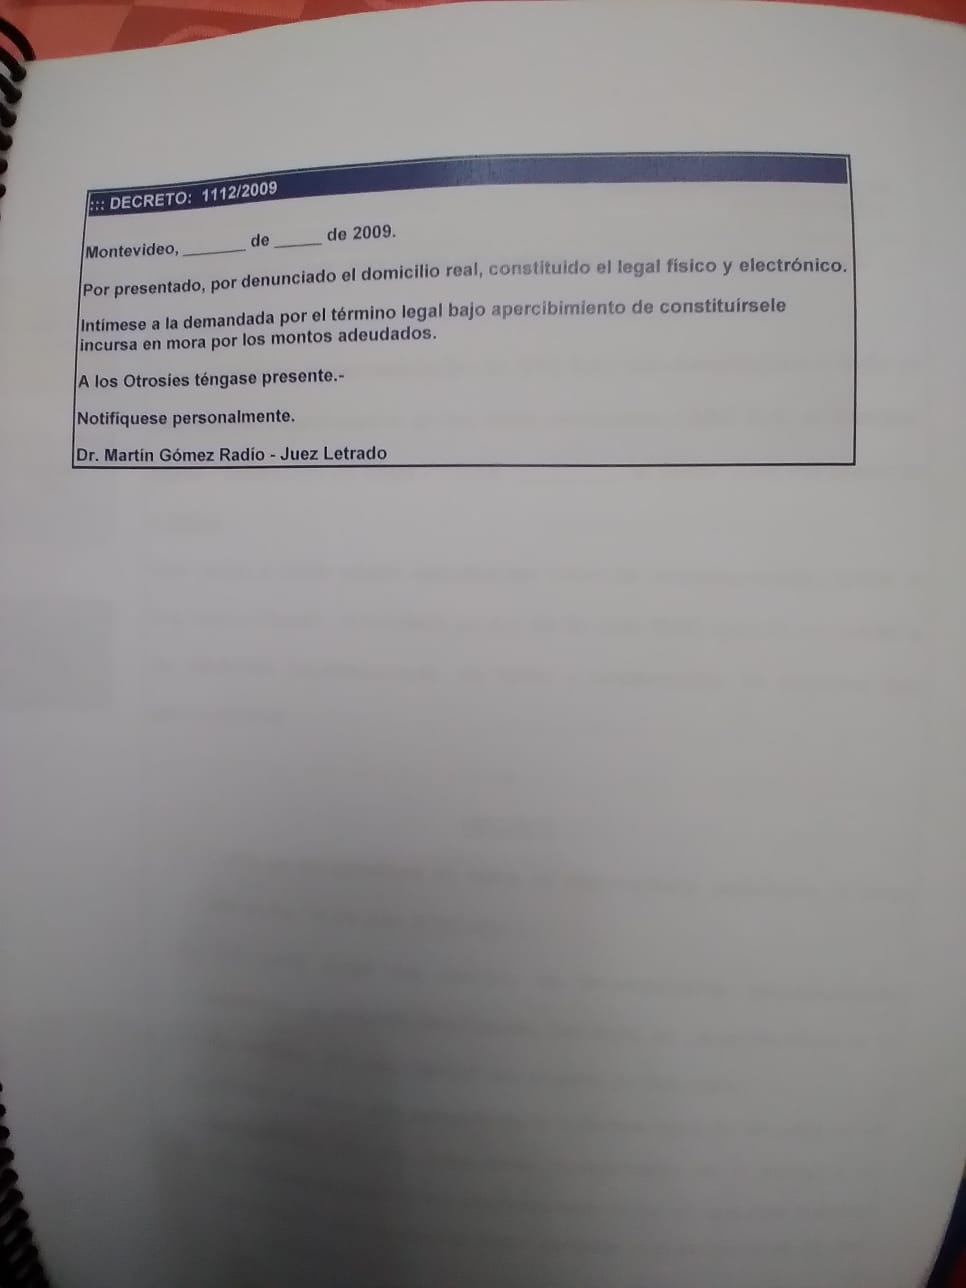 ::: DECRETO: 1112/2009
Montevideo, ______ de _____ de 2009.
Por presentado, por denunciado el domicilio real, constituido el legal físico y electrónico.
Intímese a la demandada por el término legal bajo apercibimiento de constituírsele
incursa en mora por los montos adeudados.
A los Otrosíes téngase presente.-
Notifíquese personalmente.
Dr. Martín Gómez Radío - Juez Letrado